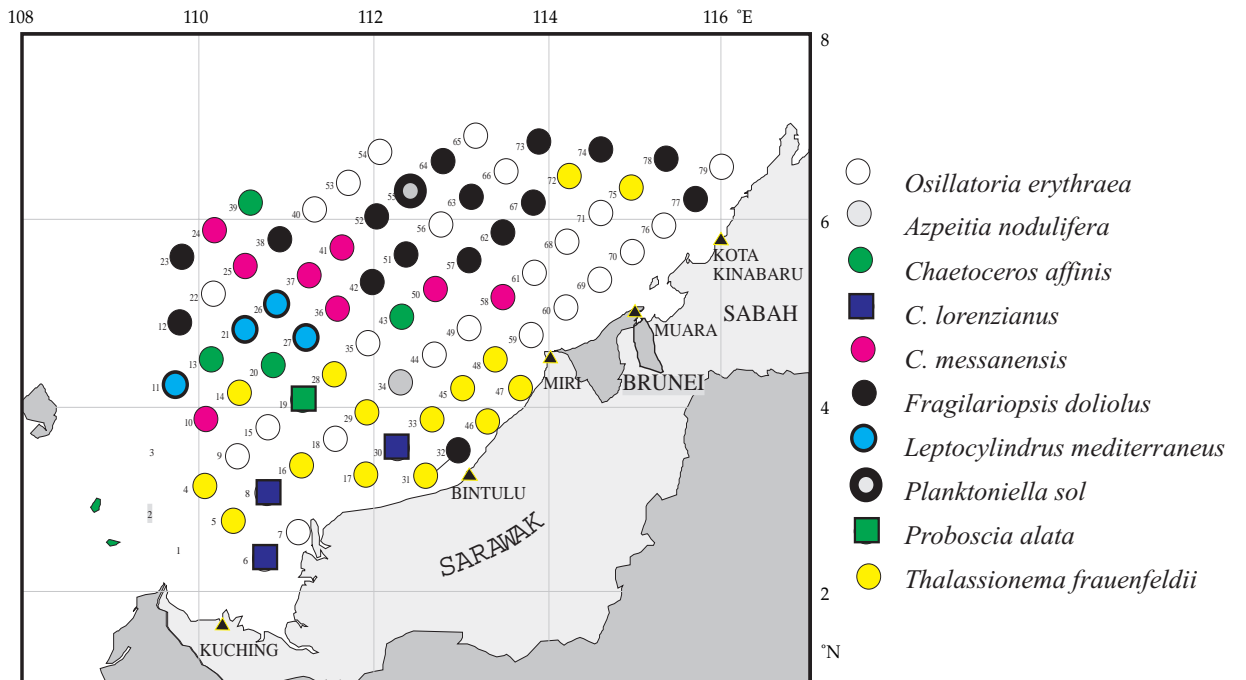 108 110 112 114 116 °E
8
65
73
54 64 74
78
66 79
53 55 72
75
39 63 77
40 67
52 71
24 56 76
38 62
41 68
23 51 70
25 57
37 61
42 69
22 50
26 58
36 60
12 43
21 49
27 59
35
13 44 48
20
28 34
11 45 47
14
19
29
10 33 46
15
18
3 9 30 32
16
17 31
4
8
2
5
7
1
6
6
4
2
°N
KOTA
KINABARU
SABAH
MUARA
MIRI
BRUNEI
BINTULU
SARAWAK
KUCHING
Osillatoria erythraea
Azpeitia nodulifera
Chaetoceros affinis
C. lorenzianus
C. messanensis
Fragilariopsis doliolus
Leptocylindrus mediterraneus
Planktoniella sol
Proboscia alata
Thalassionema frauenfeldii